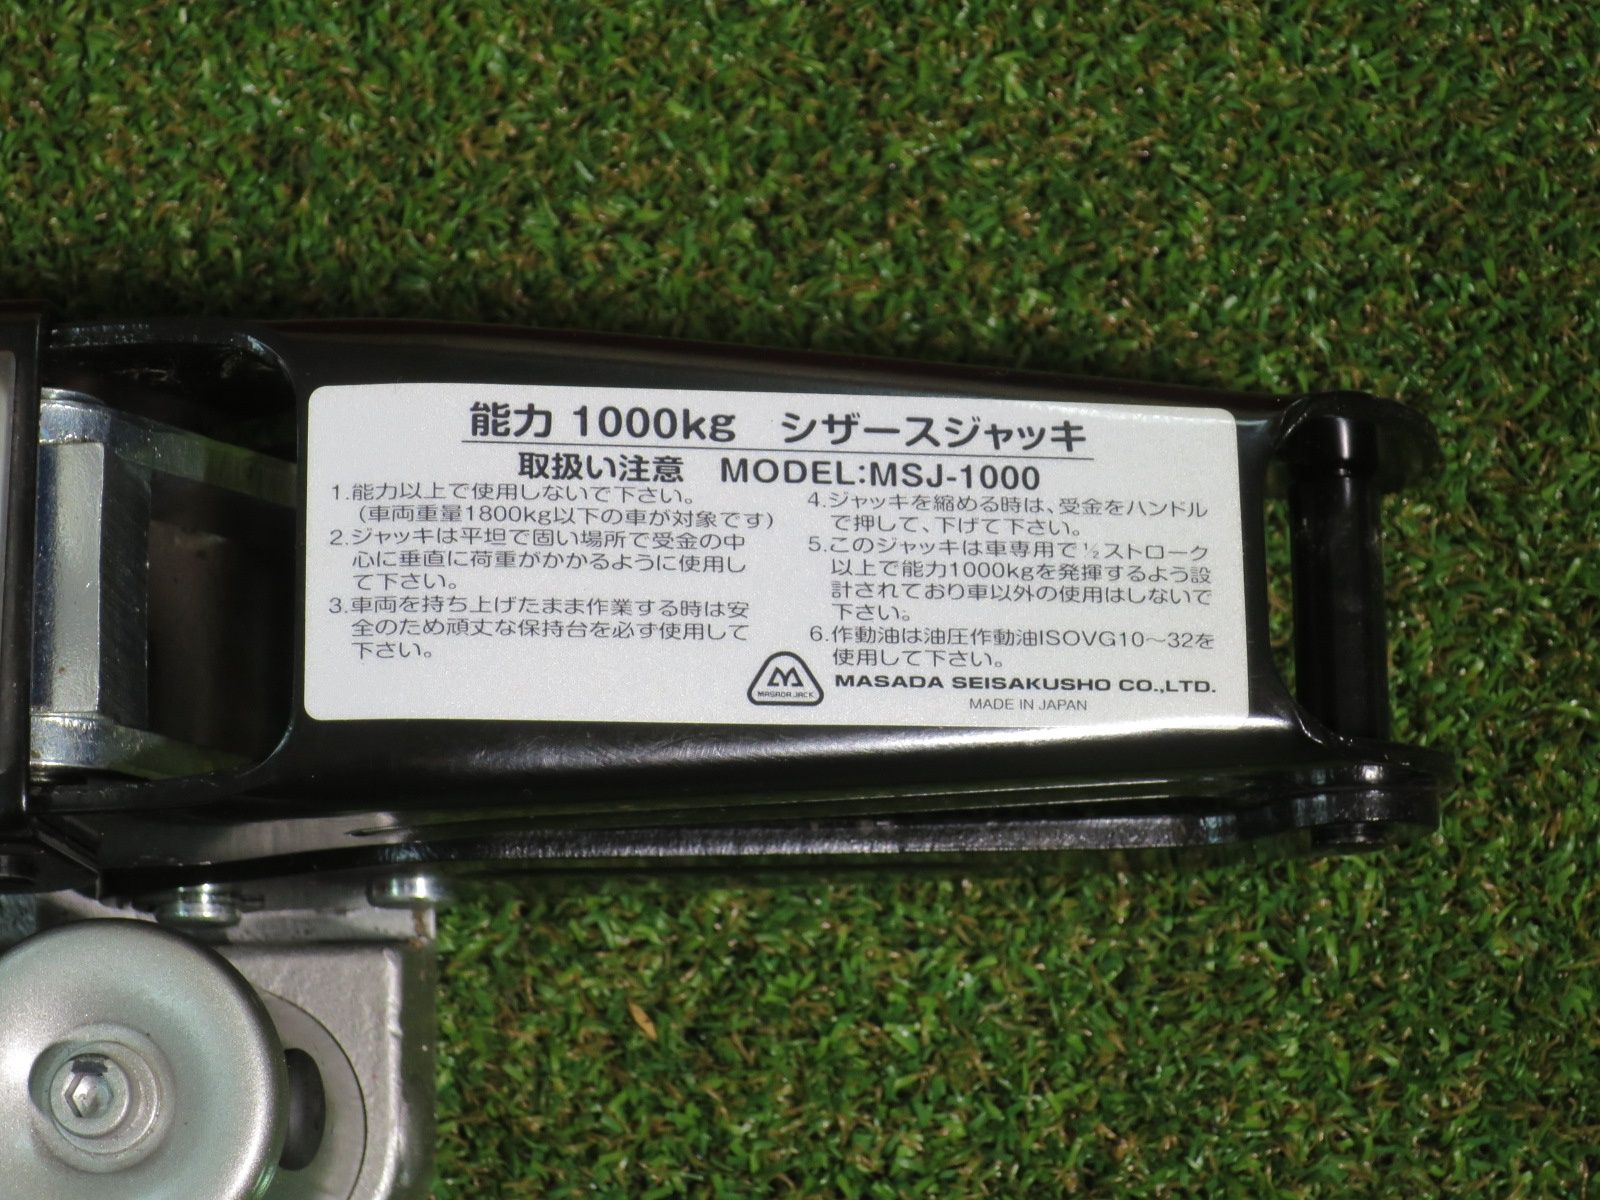 能力 1000kg シザースジャッキ
取扱い注意 MODEL:MSJ-1000
1.能力以上で使用しないで下さい。
(車両重量1800kg以下の車が対象です)
2.ジャッキは平坦で固い場所で受金の中
心に垂直に荷重がかかるように使用し
て下さい。
3.車両を持ち上げたまま作業する時は安
全のため頑丈な保持台を必ず使用して
下さい。
4.ジャッキを縮める時は、受金をハンドル
で押して、下げて下さい。
5.このジャッキは車専用で½ストローク
以上で能力1000kgを発揮するよう設
計されており車以外の使用はしないで
下さい。
6.作動油は油圧作動油ISOVG10〜32を
使用して下さい。
MASADA JACK
MASADA SEISAKUSHO CO.,LTD.
MADE IN JAPAN